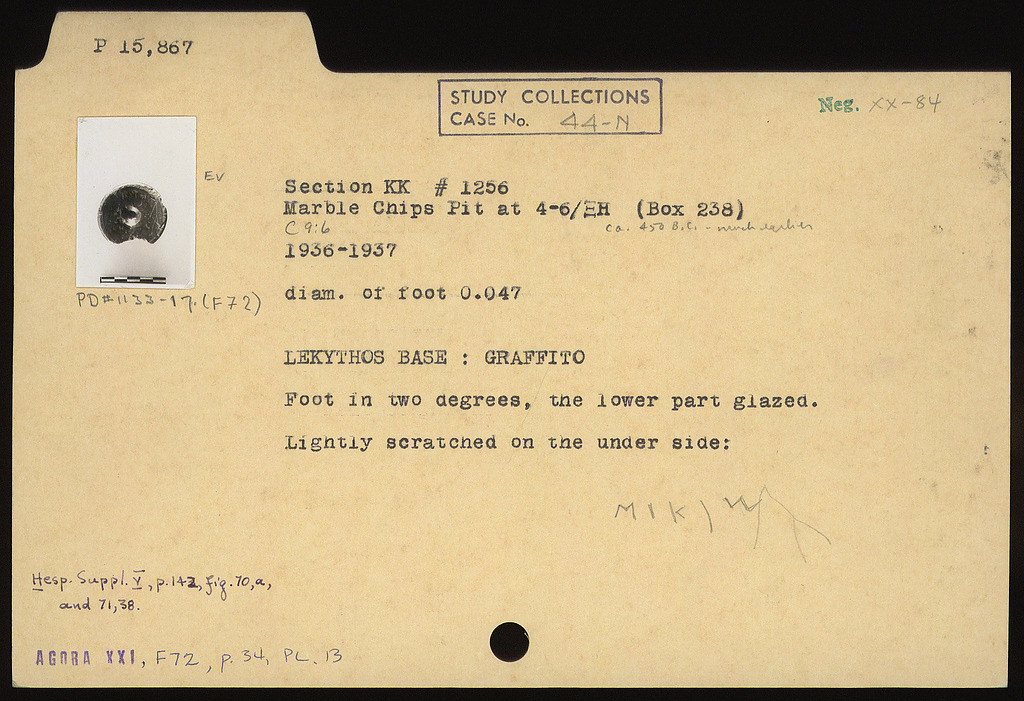 P 15,867
STUDY COLLECTIONS
CASE No. 44-N
Neg. XX-84
EV
Section KK # 1256
Marble Chips Pit at 4-6/ΞH (Box 238)
C 9:6 ca. 450 B.C. - much earlier
1936-1937
PD#1133-17. (F72)
diam. of foot 0.047
LEKYTHOS BASE : GRAFFITO
Foot in two degrees, the lower part glazed.
Lightly scratched on the under side:
MIK
Hesp. Suppl. V, p.142, fig.70,a,
and 71,38.
AGORA XXI, F72, p. 34, PL. 13